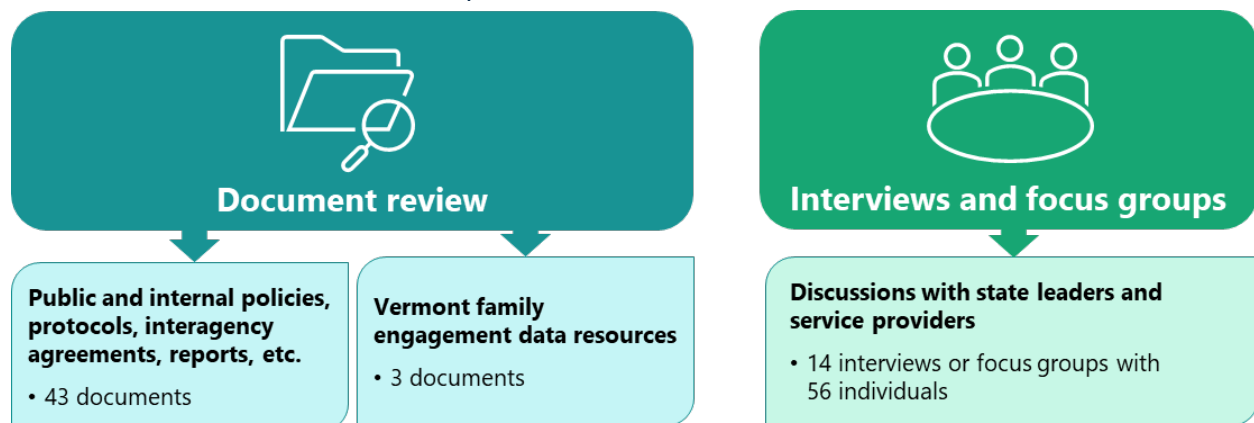 Document review
Interviews and focus groups
Public and internal policies,
protocols, interagency
agreements, reports, etc.
• 43 documents
Vermont family
engagement data resources
• 3 documents
Discussions with state leaders and
service providers
• 14 interviews or focus groups with
56 individuals